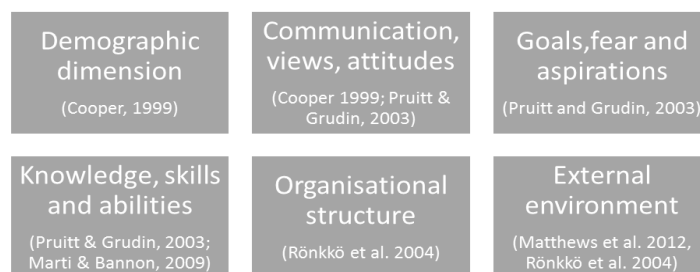 Demographic
dimension
(Cooper, 1999)
Communication,
views, attitudes
(Cooper 1999; Pruitt &
Grudin, 2003)
Goals,fear and
aspirations
(Pruitt and Grudin, 2003)
Knowledge, skills
and abilities
(Pruitt & Grudin, 2003;
Marti & Bannon, 2009)
Organisational
structure
(Rönkkö et al. 2004)
External
environment
(Matthews et al. 2012,
Rönkkö et al. 2004)